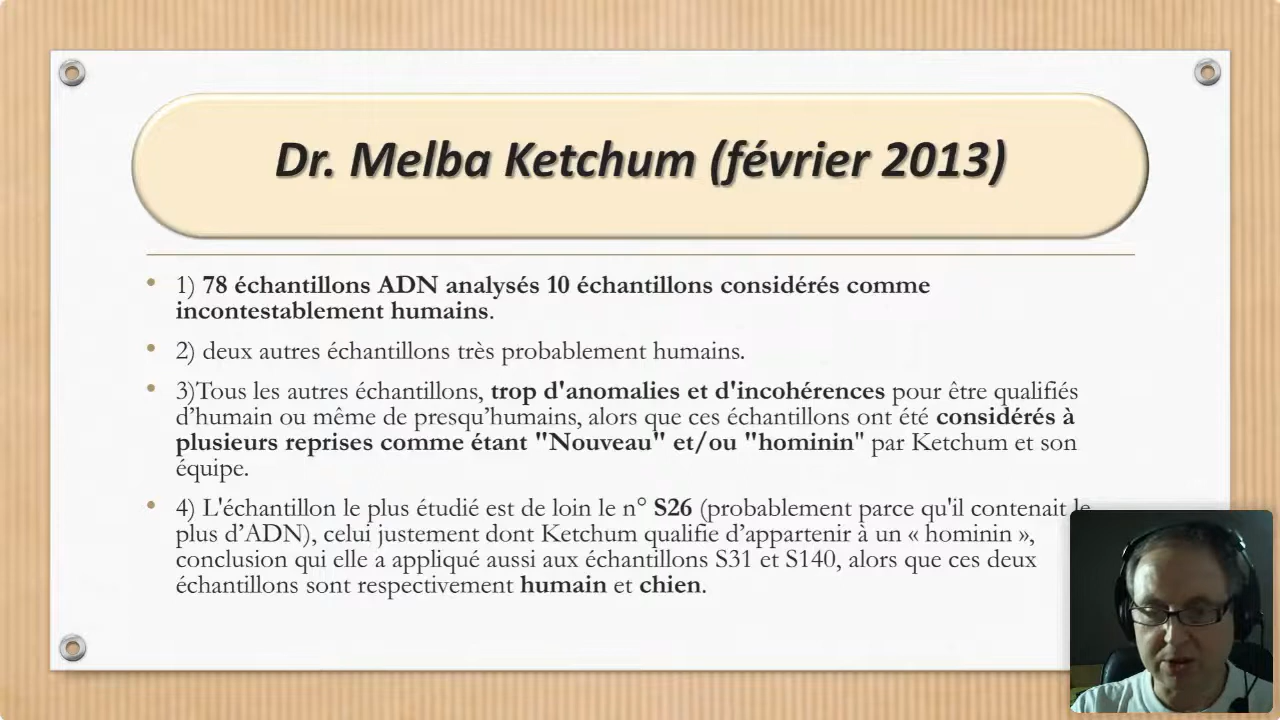 Dr. Melba Ketchum (février 2013)
1) 78 échantillons ADN analysés 10 échantillons considérés comme
incontestablement humains.
2) deux autres échantillons très probablement humains.
3)Tous les autres échantillons, trop d'anomalies et d'incohérences pour être qualifiés
d’humain ou même de presqu’humains, alors que ces échantillons ont été considérés à
plusieurs reprises comme étant "Nouveau" et/ou "hominin" par Ketchum et son
équipe.
4) L'échantillon le plus étudié est de loin le n° S26 (probablement parce qu'il contenait le
plus d’ADN), celui justement dont Ketchum qualifie d’appartenir à un « hominin »,
conclusion qui elle a appliqué aussi aux échantillons S31 et S140, alors que ces deux
échantillons sont respectivement humain et chien.